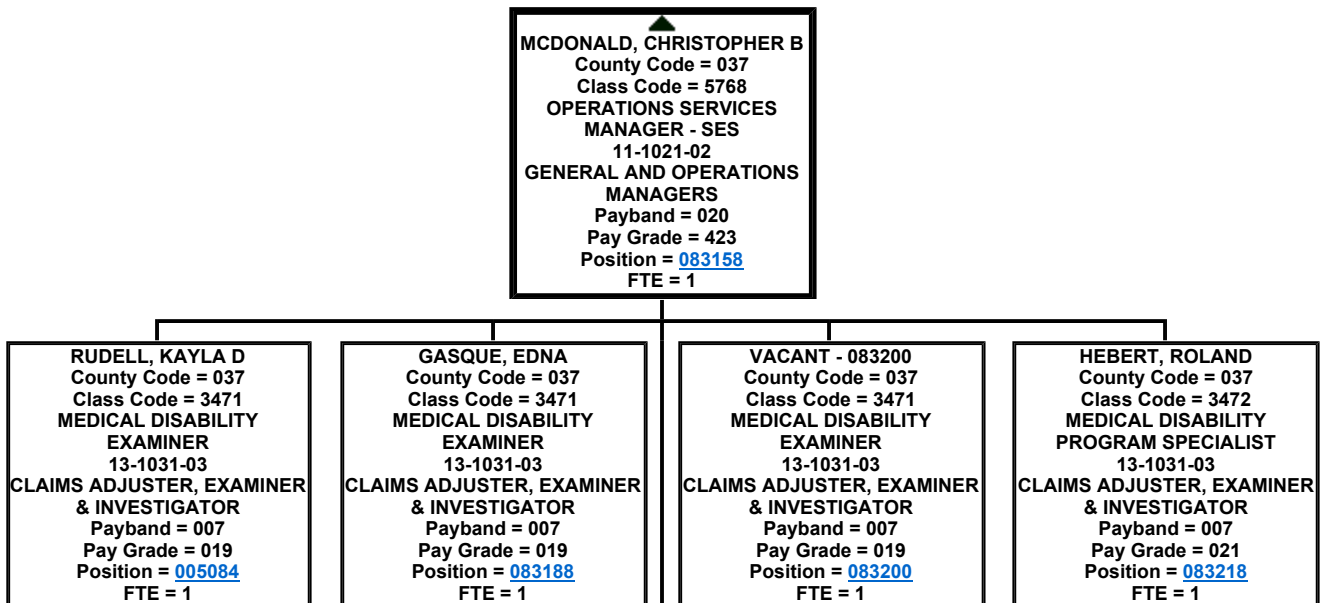 MCDONALD, CHRISTOPHER B
County Code = 037
Class Code = 5768
OPERATIONS SERVICES
MANAGER - SES
11-1021-02
GENERAL AND OPERATIONS
MANAGERS
Payband = 020
Pay Grade = 423
Position = 083158
FTE = 1
RUDELL, KAYLA D
County Code = 037
Class Code = 3471
MEDICAL DISABILITY
EXAMINER
13-1031-03
CLAIMS ADJUSTER, EXAMINER
& INVESTIGATOR
Payband = 007
Pay Grade = 019
Position = 005084
FTE = 1
GASQUE, EDNA
County Code = 037
Class Code = 3471
MEDICAL DISABILITY
EXAMINER
13-1031-03
CLAIMS ADJUSTER, EXAMINER
& INVESTIGATOR
Payband = 007
Pay Grade = 019
Position = 083188
FTE = 1
VACANT - 083200
County Code = 037
Class Code = 3471
MEDICAL DISABILITY
EXAMINER
13-1031-03
CLAIMS ADJUSTER, EXAMINER
& INVESTIGATOR
Payband = 007
Pay Grade = 019
Position = 083200
FTE = 1
HEBERT, ROLAND
County Code = 037
Class Code = 3472
MEDICAL DISABILITY
PROGRAM SPECIALIST
13-1031-03
CLAIMS ADJUSTER, EXAMINER
& INVESTIGATOR
Payband = 007
Pay Grade = 021
Position = 083218
FTE = 1